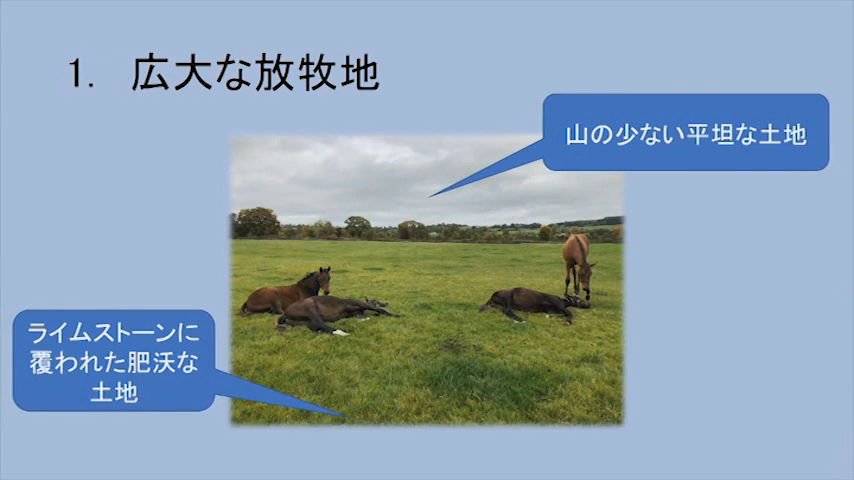 1. 広大な放牧地
山の少ない平坦な土地
ライムストーンに
覆われた肥沃な
土地